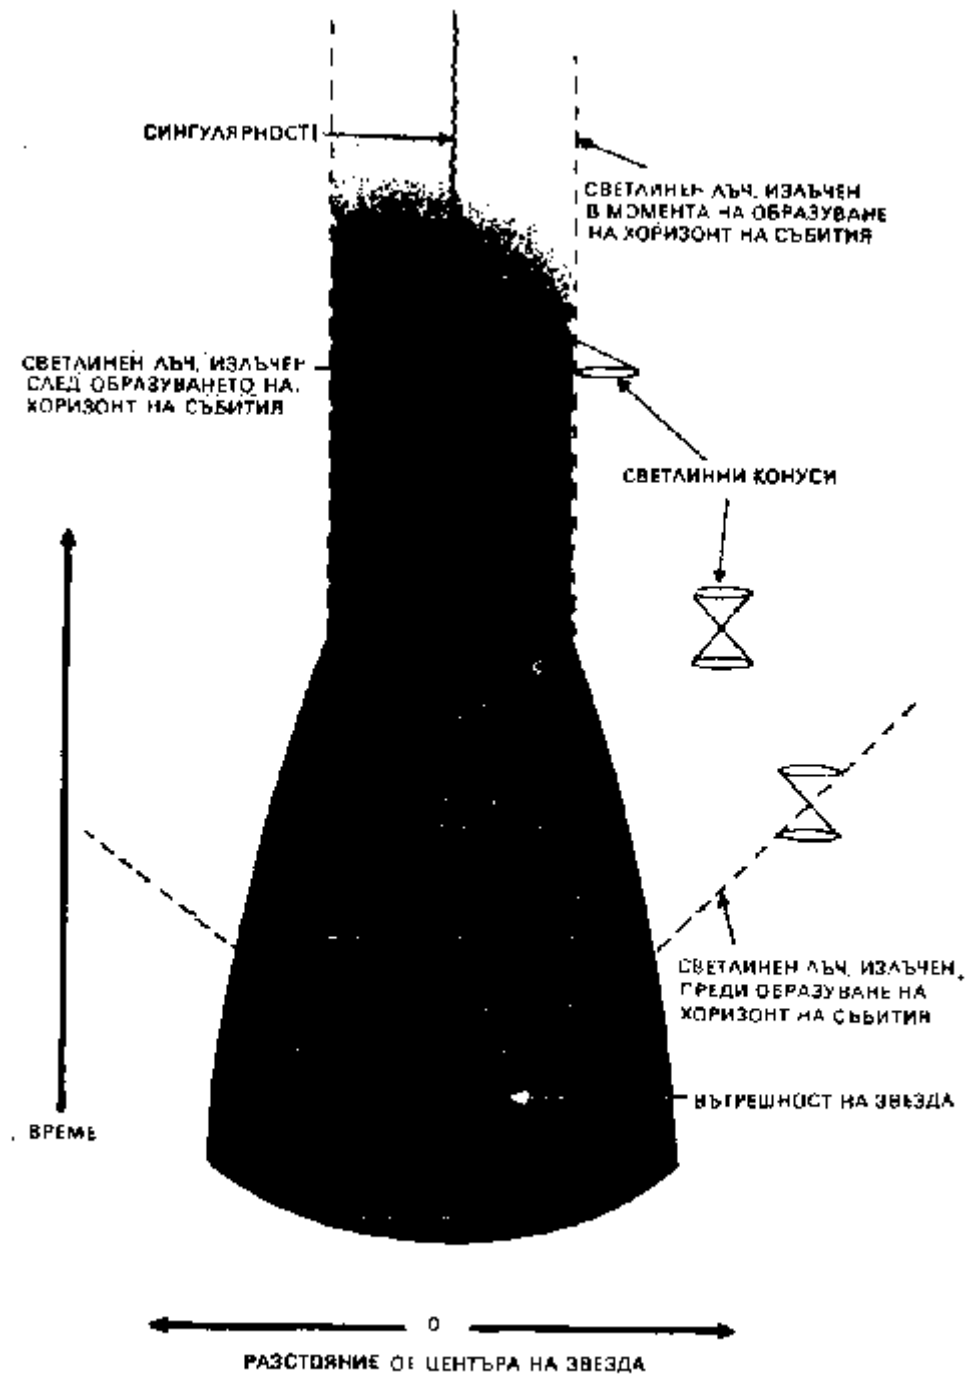 СИНГУЛЯРНОСТ
СВЕТЛИНЕН ЛЪЧ, ИЗЛЪЧЕН
В МОМЕНТА НА ОБРАЗУВАНЕ
НА ХОРИЗОНТ НА СЪБИТИЯ
СВЕТЛИНЕН ЛЪЧ, ИЗЛЪЧЕН
СЛЕД ОБРАЗУВАНЕТО НА
ХОРИЗОНТ НА СЪБИТИЯ
СВЕТЛИННИ КОНУСИ
СВЕТЛИНЕН ЛЪЧ, ИЗЛЪЧЕН,
ПРЕДИ ОБРАЗУВАНЕ НА
ХОРИЗОНТ НА СЪБИТИЯ
ВЪТРЕШНОСТ НА ЗВЕЗДА
ВРЕМЕ
0
РАЗСТОЯНИЕ ОТ ЦЕНТЪРА НА ЗВЕЗДА